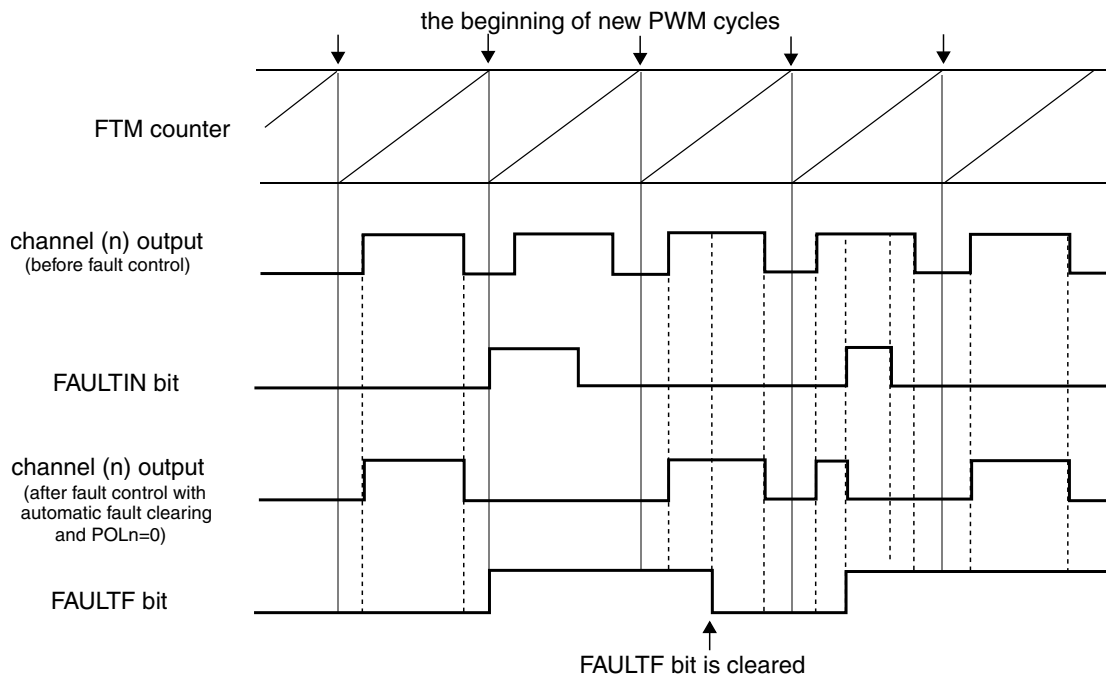 the beginning of new PWM cycles
FTM counter
channel (n) output
(before fault control)
FAULTIN bit
channel (n) output
(after fault control with
automatic fault clearing
and POLn=0)
FAULTF bit
FAULTF bit is cleared